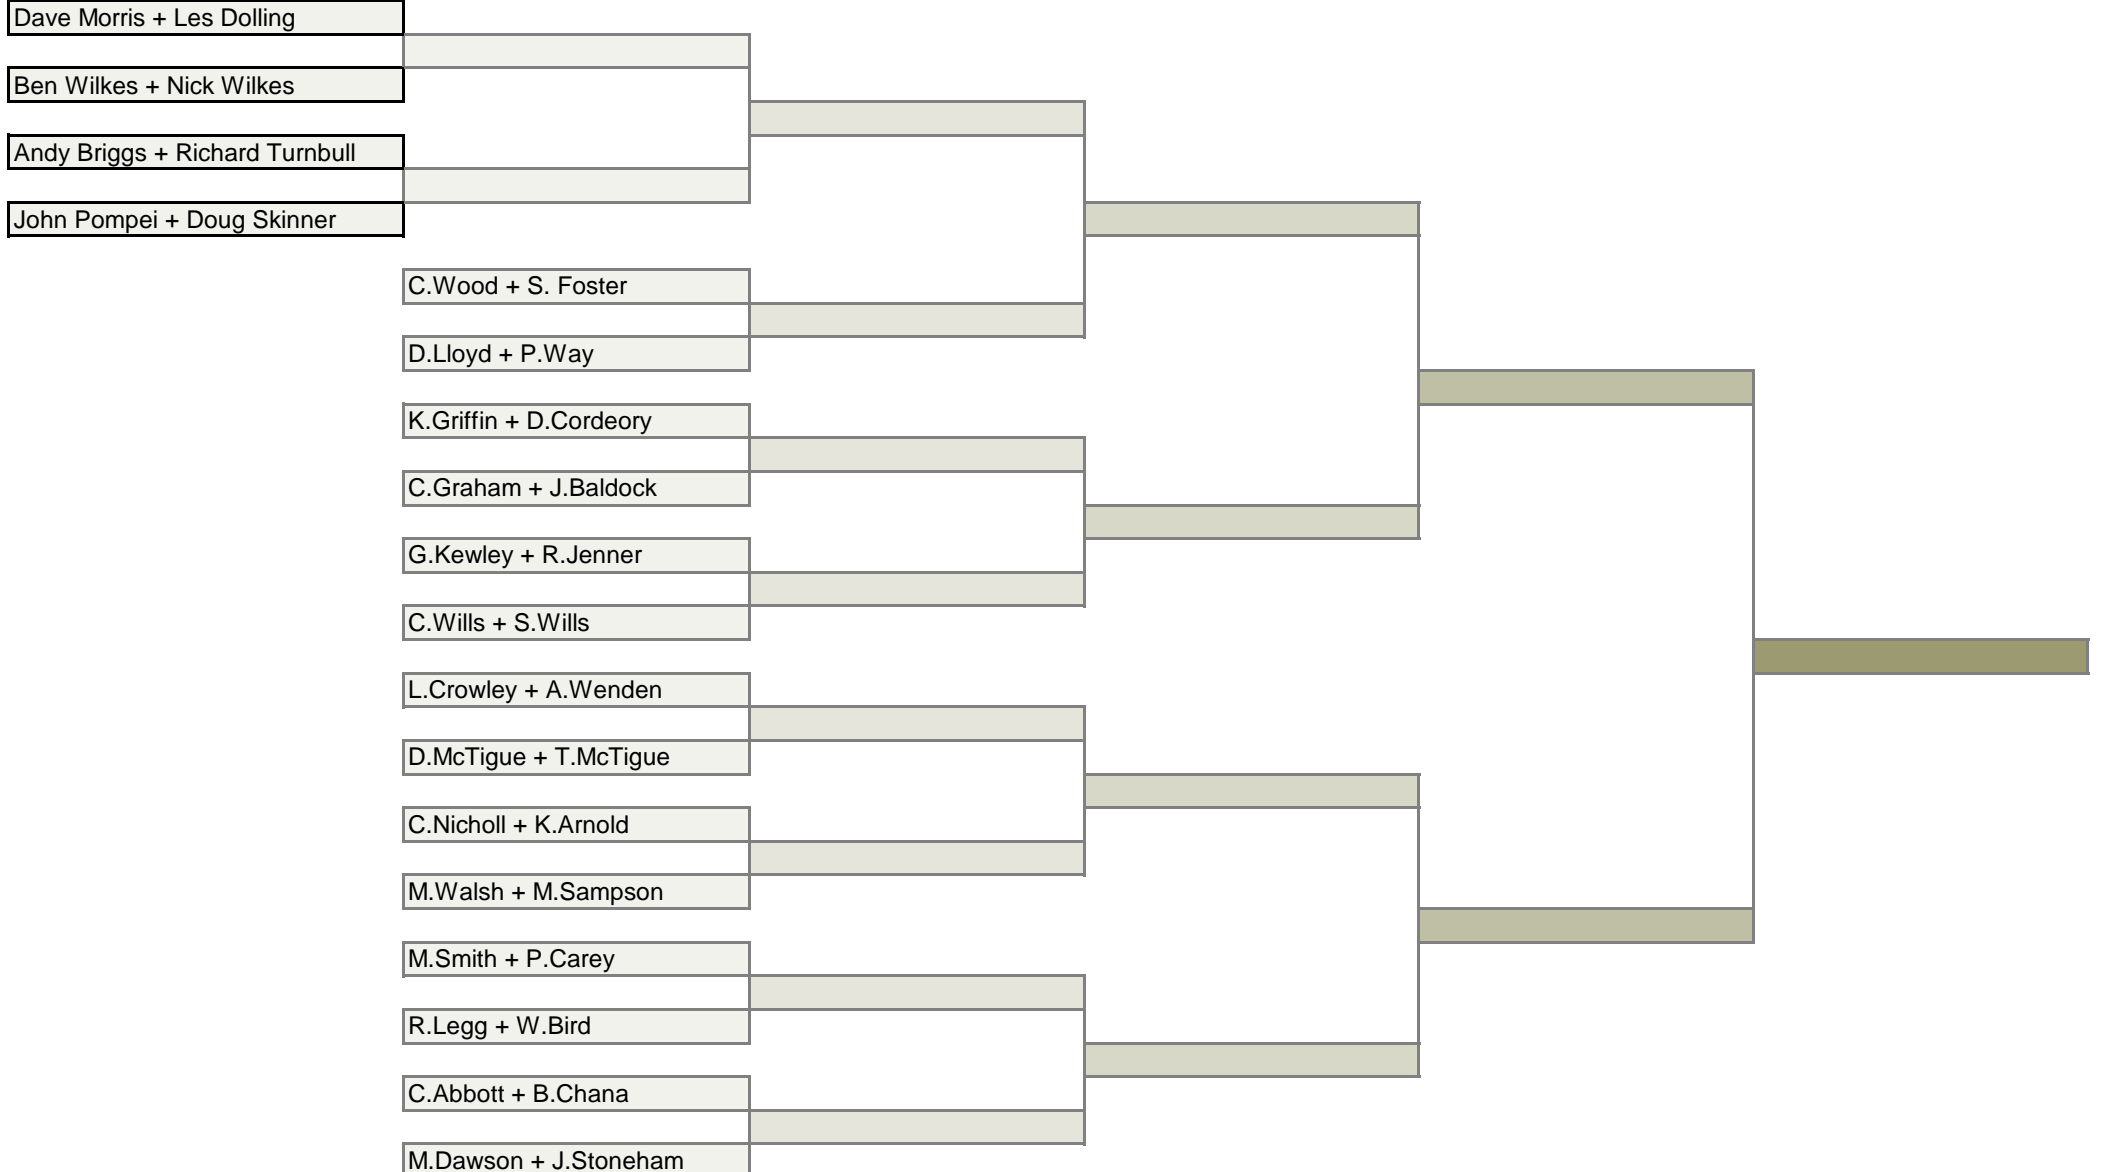 Dave Morris + Les Dolling
Ben Wilkes + Nick Wilkes
Andy Briggs + Richard Turnbull
John Pompei + Doug Skinner
C.Wood + S. Foster
D.Lloyd + P.Way
K.Griffin + D.Cordeory
C.Graham + J.Baldock
G.Kewley + R.Jenner
C.Wills + S.Wills
L.Crowley + A.Wenden
D.McTigue + T.McTigue
C.Nicholl + K.Arnold
M.Walsh + M.Sampson
M.Smith + P.Carey
R.Legg + W.Bird
C.Abbott + B.Chana
M.Dawson + J.Stoneham